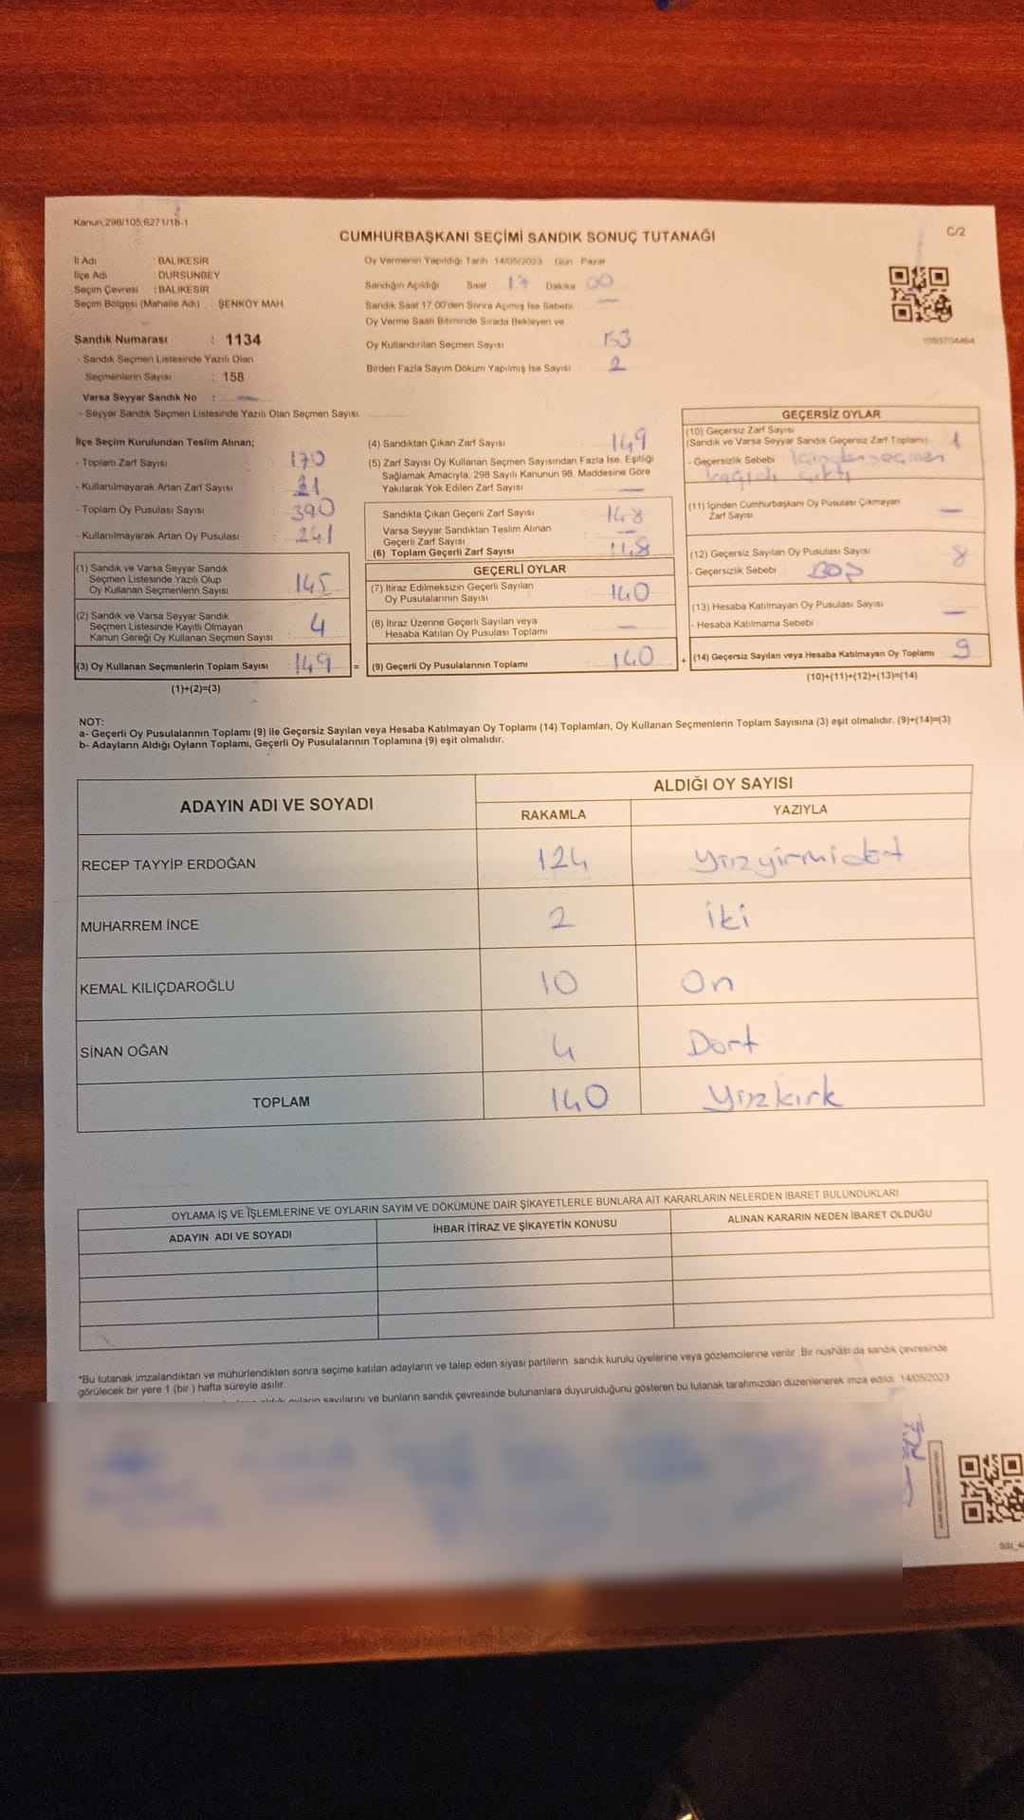 Kanun 298/105,6271/18-1
C/2
CUMHURBAŞKANI SEÇİMİ SANDIK SONUÇ TUTANAĞI
İl Adı : BALIKESİR
İlçe Adı : DURSUNBEY
Seçim Çevresi : BALIKESİR
Seçim Bölgesi (Mahalle Adı) : ŞENKÖY MAH.
Sandık Numarası : 1134
- Sandık Seçmen Listesinde Yazılı Olan
Seçmenlerin Sayısı : 158
Varsa Seyyar Sandık No :
- Seyyar Sandık Seçmen Listesinde Yazılı Olan Seçmen Sayısı
Oy Vermenin Yapıldığı Tarih 14/05/2023 Gün Pazar
Sandığın Açıldığı Saat 17 Dakika 00
Sandık Saat 17.00'den Sonra Açılmış İse Sebebi —
Oy Verme Saati Bitiminde Sırada Bekleyen ve
Oy Kullandırılan Seçmen Sayısı
Birden Fazla Sayım Döküm Yapılmış İse Sayısı 2
İlçe Seçim Kurulundan Teslim Alınan;
- Toplam Zarf Sayısı 170
- Kullanılmayarak Artan Zarf Sayısı 21
- Toplam Oy Pusulası Sayısı 390
- Kullanılmayarak Artan Oy Pusulası 241
(1) Sandık ve Varsa Seyyar Sandık
Seçmen Listesinde Yazılı Olup
Oy Kullanan Seçmenlerin Sayısı 145
(2) Sandık ve Varsa Seyyar Sandık
Seçmen Listesinde Kayıtlı Olmayan
Kanun Gereği Oy Kullanan Seçmen Sayısı 4
(3) Oy Kullanan Seçmenlerin Toplam Sayısı 149 =
(1)+(2)=(3)
(4) Sandıktan Çıkan Zarf Sayısı 149
(5) Zarf Sayısı Oy Kullanan Seçmen Sayısından Fazla İse, Eşitliği
Sağlamak Amacıyla, 298 Sayılı Kanunun 98. Maddesine Göre
Yakılarak Yok Edilen Zarf Sayısı —
Sandıkta Çıkan Geçerli Zarf Sayısı 148
Varsa Seyyar Sandıktan Teslim Alınan
Geçerli Zarf Sayısı —
(6) Toplam Geçerli Zarf Sayısı 148
GEÇERLİ OYLAR
(7) İtiraz Edilmeksizin Geçerli Sayılan
Oy Pusulalarının Sayısı 140
(8) İtiraz Üzerine Geçerli Sayılan veya
Hesaba Katılan Oy Pusulası Toplamı —
(9) Geçerli Oy Pusulalarının Toplamı 140 +
GEÇERSİZ OYLAR
(10) Geçersiz Zarf Sayısı
(Sandık ve Varsa Seyyar Sandık Geçersiz Zarf Toplamı) 1
- Geçersizlik Sebebi İçinden seçmen
kağıdı çıktı
(11) İçinden Cumhurbaşkanı Oy Pusulası Çıkmayan
Zarf Sayısı —
(12) Geçersiz Sayılan Oy Pusulası Sayısı 8
- Geçersizlik Sebebi BOŞ
(13) Hesaba Katılmayan Oy Pusulası Sayısı —
- Hesaba Katılmama Sebebi
(14) Geçersiz Sayılan veya Hesaba Katılmayan Oy Toplamı 9
(10)+(11)+(12)+(13)=(14)
NOT:
a- Geçerli Oy Pusulalarının Toplamı (9) ile Geçersiz Sayılan veya Hesaba Katılmayan Oy Toplamı (14) Toplamları, Oy Kullanan Seçmenlerin Toplam Sayısına (3) eşit olmalıdır. (9)+(14)=(3)
b- Adayların Aldığı Oyların Toplamı, Geçerli Oy Pusulalarının Toplamına (9) eşit olmalıdır.
ADAYIN ADI VE SOYADI
ALDIĞI OY SAYISI
RAKAMLA YAZIYLA
RECEP TAYYİP ERDOĞAN 124 Yüzyirmidört
MUHARREM İNCE 2 İki
KEMAL KILIÇDAROĞLU 10 On
SİNAN OĞAN 4 Dört
TOPLAM 140 Yüzkırk
OYLAMA İŞ VE İŞLEMLERİNE VE OYLARIN SAYIM VE DÖKÜMÜNE DAİR ŞİKAYETLERLE BUNLARA AİT KARARLARIN NELERDEN İBARET BULUNDUKLARI
ADAYIN ADI VE SOYADI İHBAR İTİRAZ VE ŞİKAYETİN KONUSU ALINAN KARARIN NEDEN İBARET OLDUĞU
*Bu tutanak imzalandıktan ve mühürlendikten sonra seçime katılan adayların ve talep eden siyasi partilerin sandık kurulu üyelerine veya gözlemcilerine verilir. Bir nushası da sandık çevresinde
görülecek bir yere 1 (bir ) hafta süreyle asılır.
oyların sayılarını ve bunların sandık çevresinde bulunanlara duyurulduğunu gösteren bu tutanak tarafımızdan düzenlenerek imza edildi. 14/05/2023